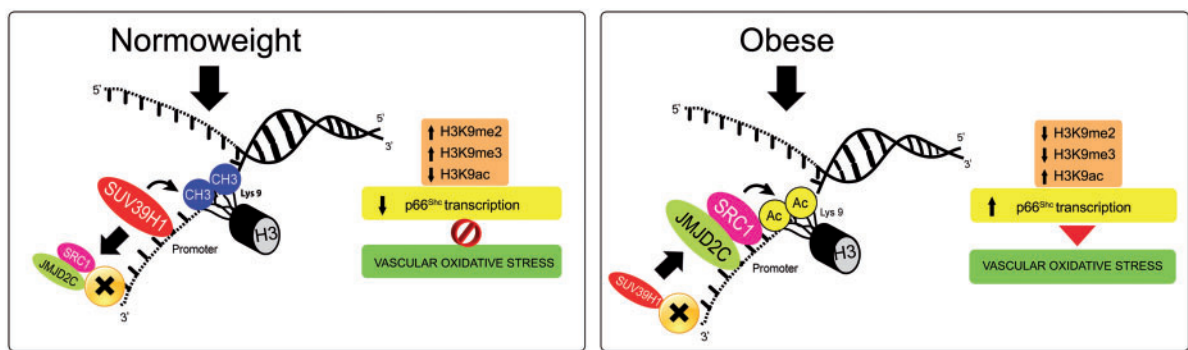 Normoweight
5'
5'
3'
CH3
CH3
Lys 9
SUV39H1
H3
Promoter
SRC1
JMJD2C
3'
H3K9me2
H3K9me3
H3K9ac
p66Shc transcription
VASCULAR OXIDATIVE STRESS
Obese
5'
5'
3'
Ac
Ac
Lys 9
SRC1
JMJD2C
H3
Promoter
SUV39H1
3'
H3K9me2
H3K9me3
H3K9ac
p66Shc transcription
VASCULAR OXIDATIVE STRESS